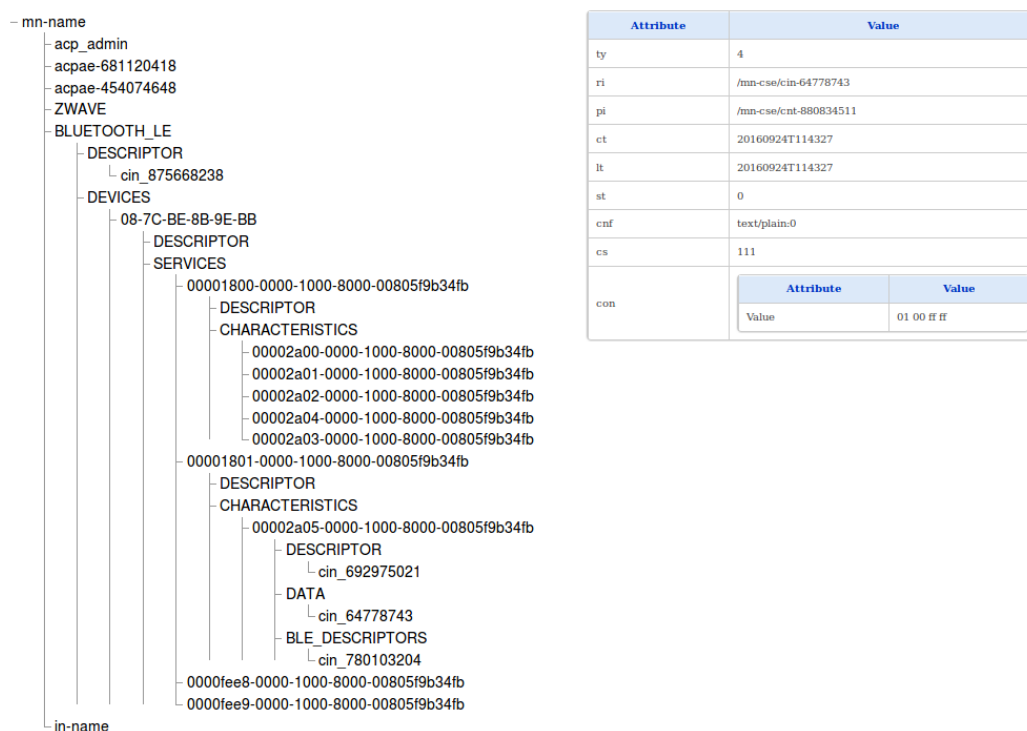 mn-name
acp_admin
acpae-681120418
acpae-454074648
ZWAVE
BLUETOOTH_LE
DESCRIPTOR
cin_875668238
DEVICES
08-7C-BE-8B-9E-BB
DESCRIPTOR
SERVICES
00001800-0000-1000-8000-00805f9b34fb
DESCRIPTOR
CHARACTERISTICS
00002a00-0000-1000-8000-00805f9b34fb
00002a01-0000-1000-8000-00805f9b34fb
00002a02-0000-1000-8000-00805f9b34fb
00002a04-0000-1000-8000-00805f9b34fb
00002a03-0000-1000-8000-00805f9b34fb
00001801-0000-1000-8000-00805f9b34fb
DESCRIPTOR
CHARACTERISTICS
00002a05-0000-1000-8000-00805f9b34fb
DESCRIPTOR
cin_692975021
DATA
cin_64778743
BLE_DESCRIPTORS
cin_780103204
0000fee8-0000-1000-8000-00805f9b34fb
0000fee9-0000-1000-8000-00805f9b34fb
in-name
Attribute Value
ty 4
ri /mn-cse/cin-64778743
pi /mn-cse/cnt-880834511
ct 20160924T114327
lt 20160924T114327
st 0
cnf text/plain:0
cs 111
con
Attribute Value
Value 01 00 ff ff